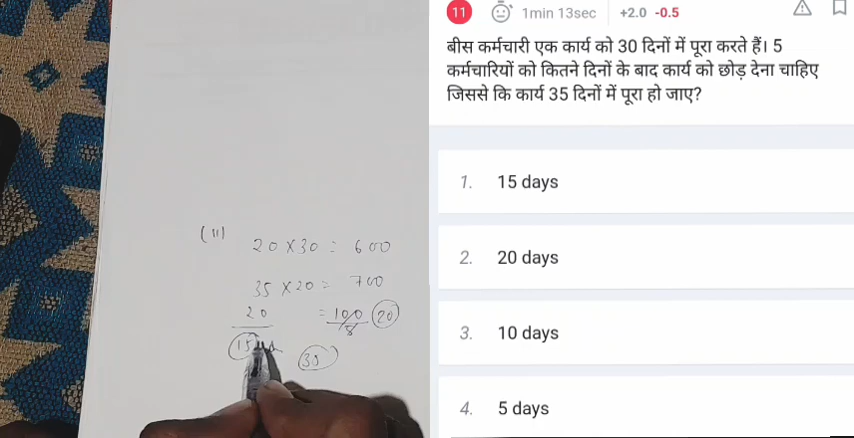 (11)
20 × 30 = 600
35 × 20 = 700
20 = 100 (20)
15
11 1min 13sec +2.0 -0.5
बीस कर्मचारी एक कार्य को 30 दिनों में पूरा करते हैं। 5
कर्मचारियों को कितने दिनों के बाद कार्य को छोड़ देना चाहिए
जिससे कि कार्य 35 दिनों में पूरा हो जाए?
1. 15 days
2. 20 days
3. 10 days
4. 5 days